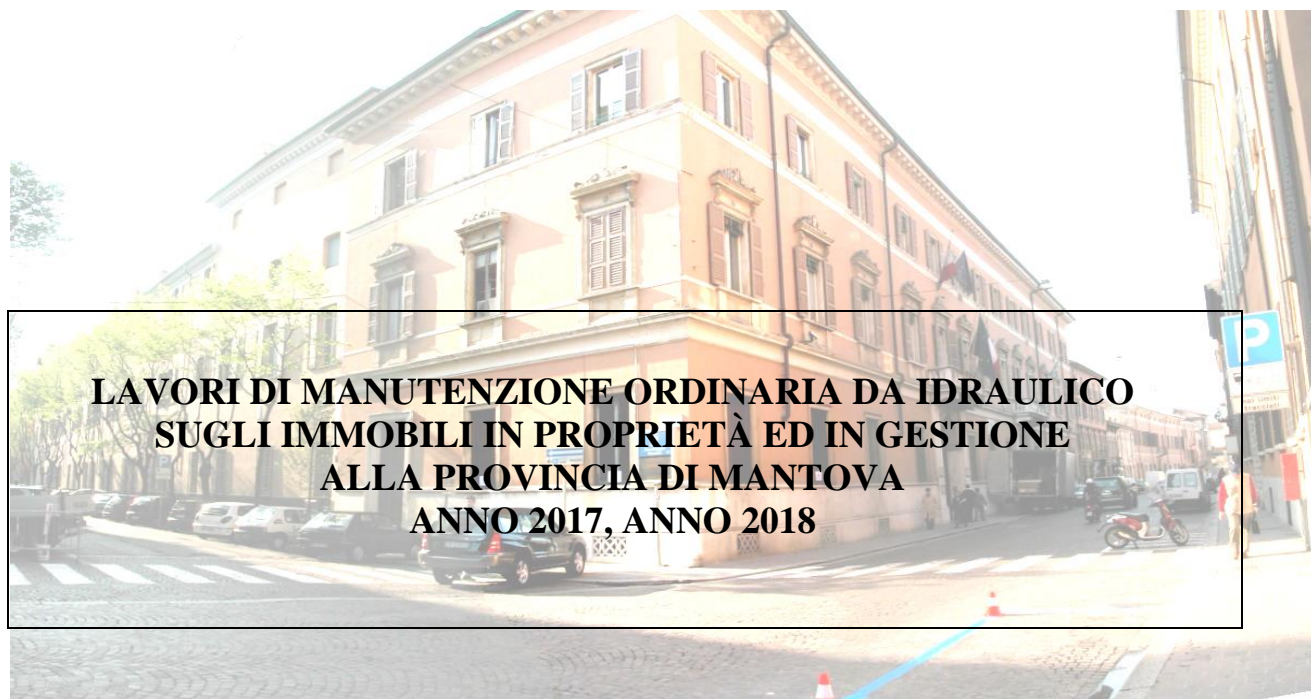 LAVORI DI MANUTENZIONE ORDINARIA DA IDRAULICO
SUGLI IMMOBILI IN PROPRIETÀ ED IN GESTIONE
ALLA PROVINCIA DI MANTOVA
ANNO 2017, ANNO 2018
P